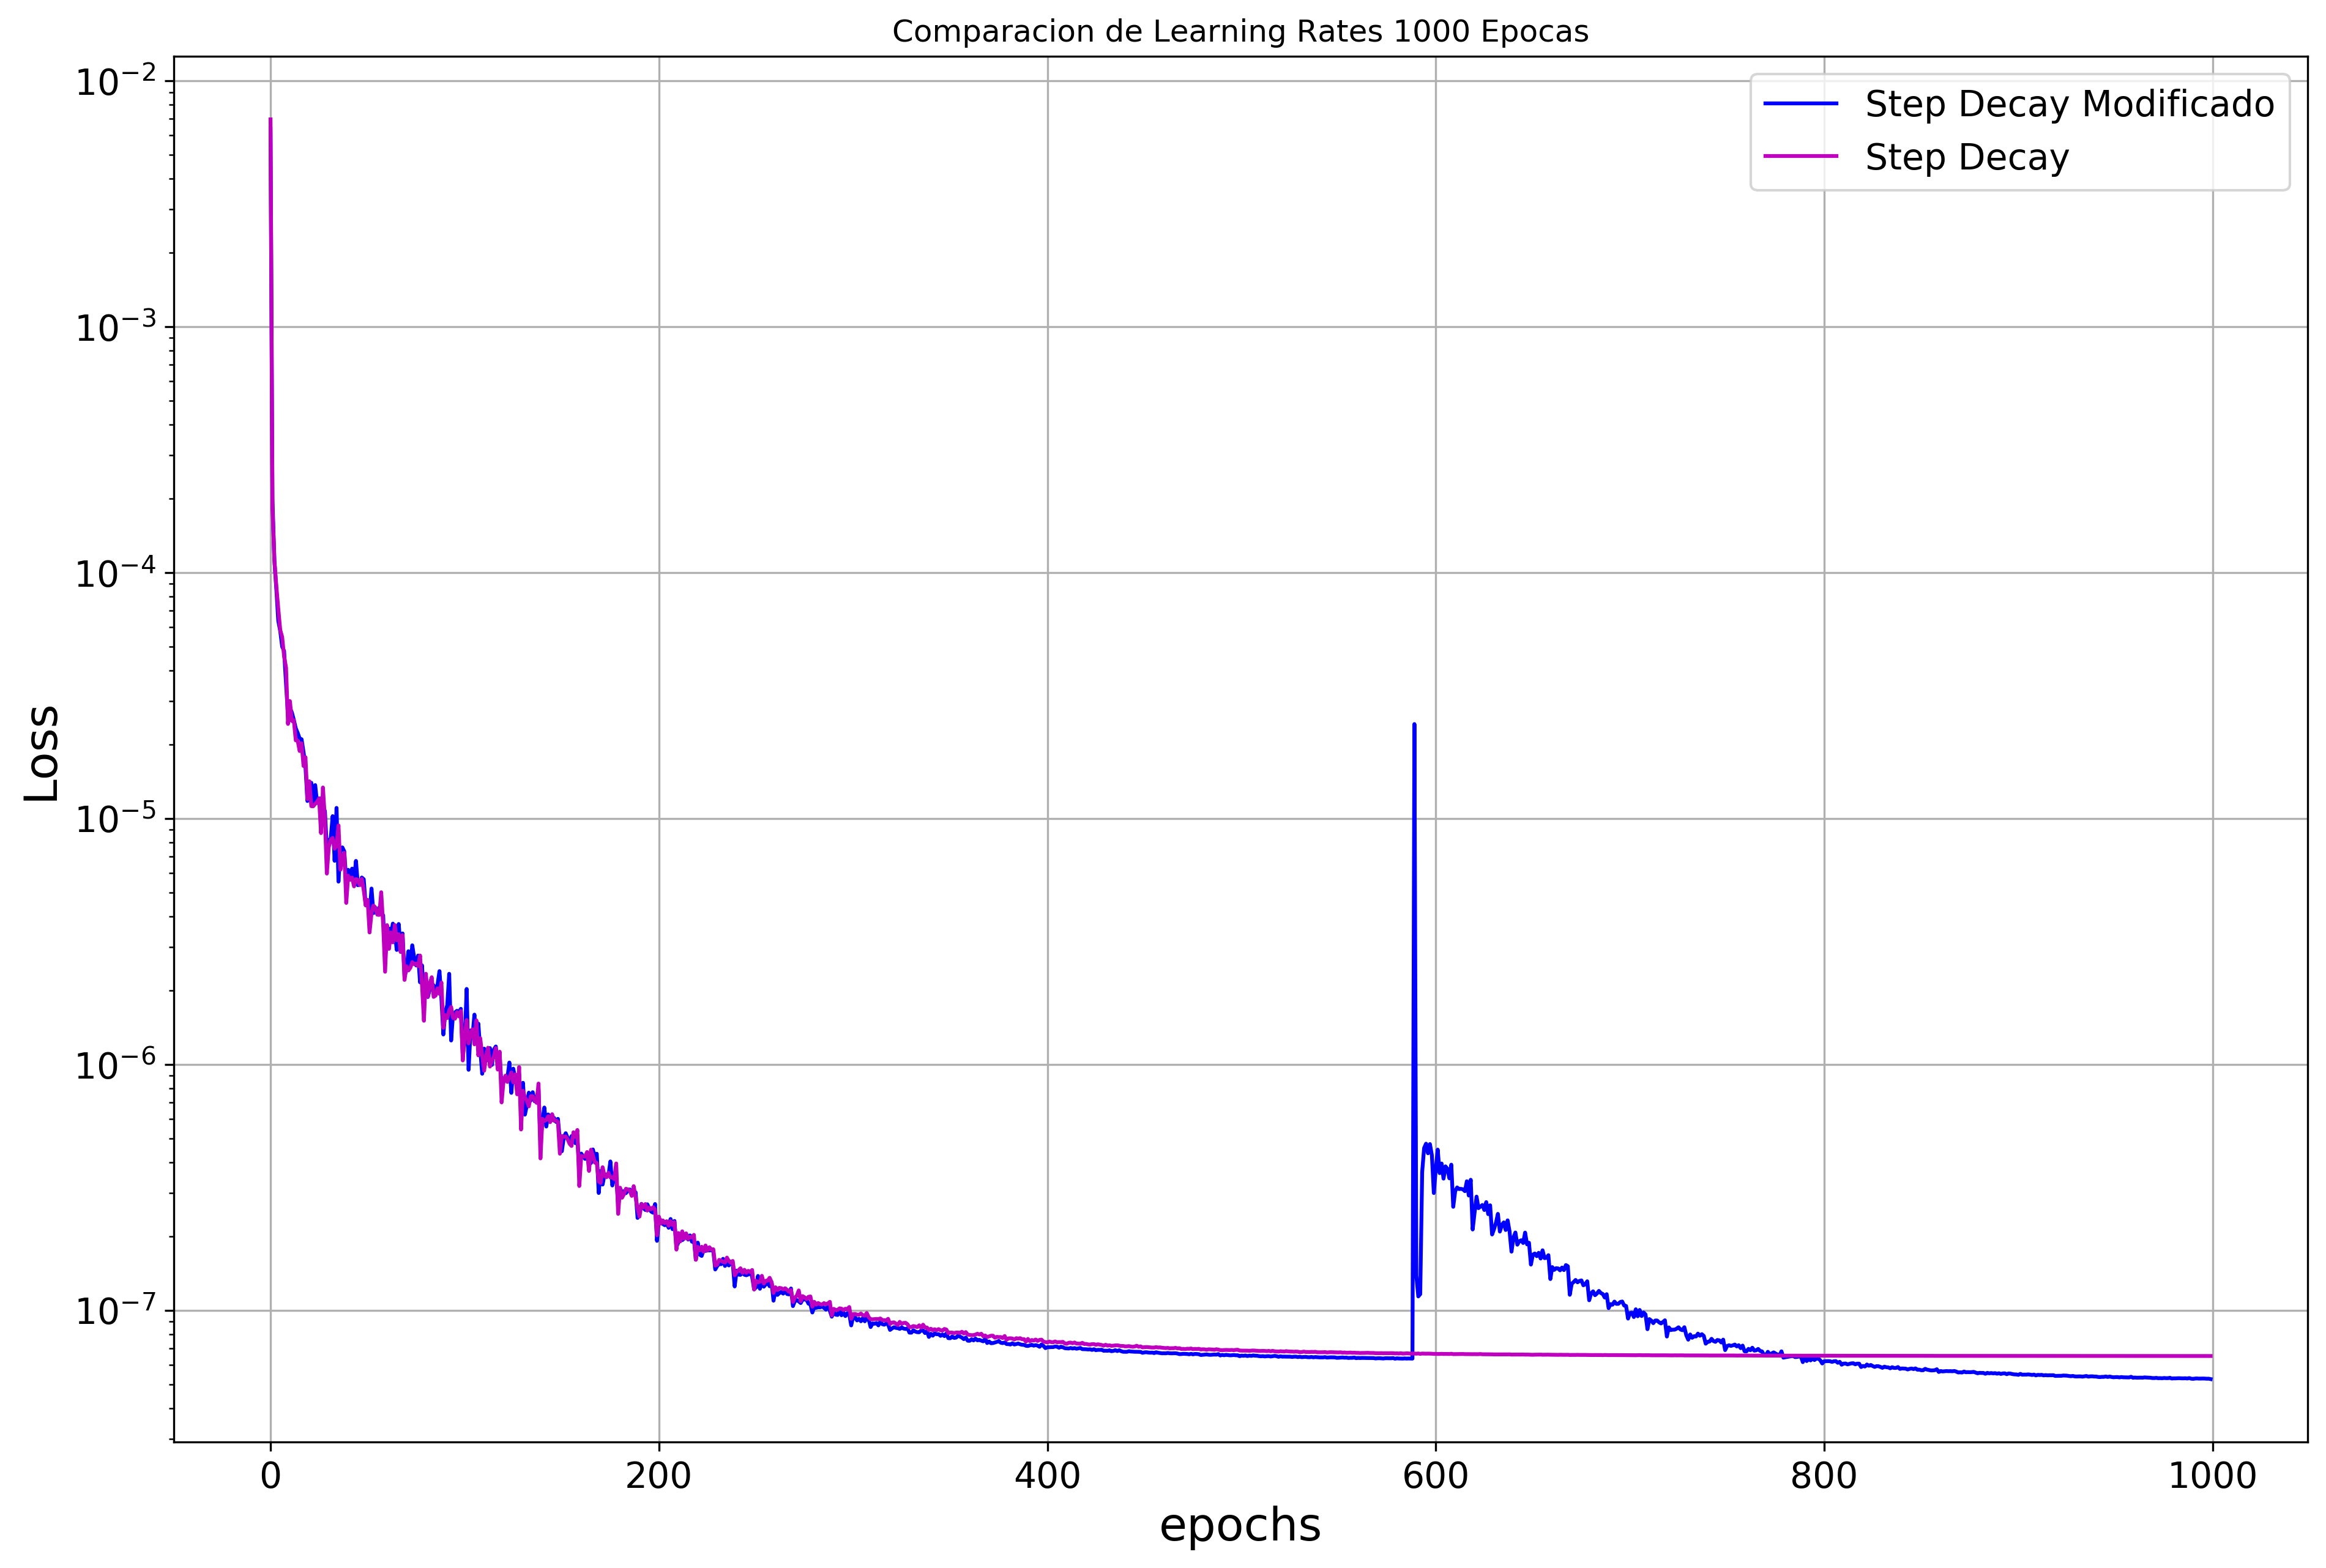 Comparacion de Learning Rates 1000 Epocas
Step Decay Modificado
Step Decay
Loss
10⁻²
10⁻³
10⁻⁴
10⁻⁵
10⁻⁶
10⁻⁷
0 200 400 600 800 1000
epochs